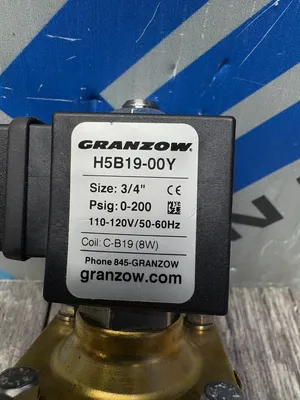 GRANZOW
H5B19-00Y
Size: 3/4" CE
Psig: 0-200
110-120V/50-60Hz
Coil: C-B19 (8W)
Phone 845-GRANZOW
granzow.com